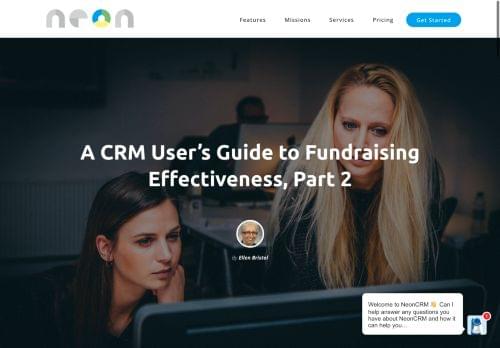 neon
Features
Missions
Services
Pricing
Get Started
A CRM User’s Guide to Fundraising
Effectiveness, Part 2
By Ellen Bristol
Welcome to NeonCRM 👋 Can I
help answer any questions you
have about NeonCRM and how it
can help you...
1